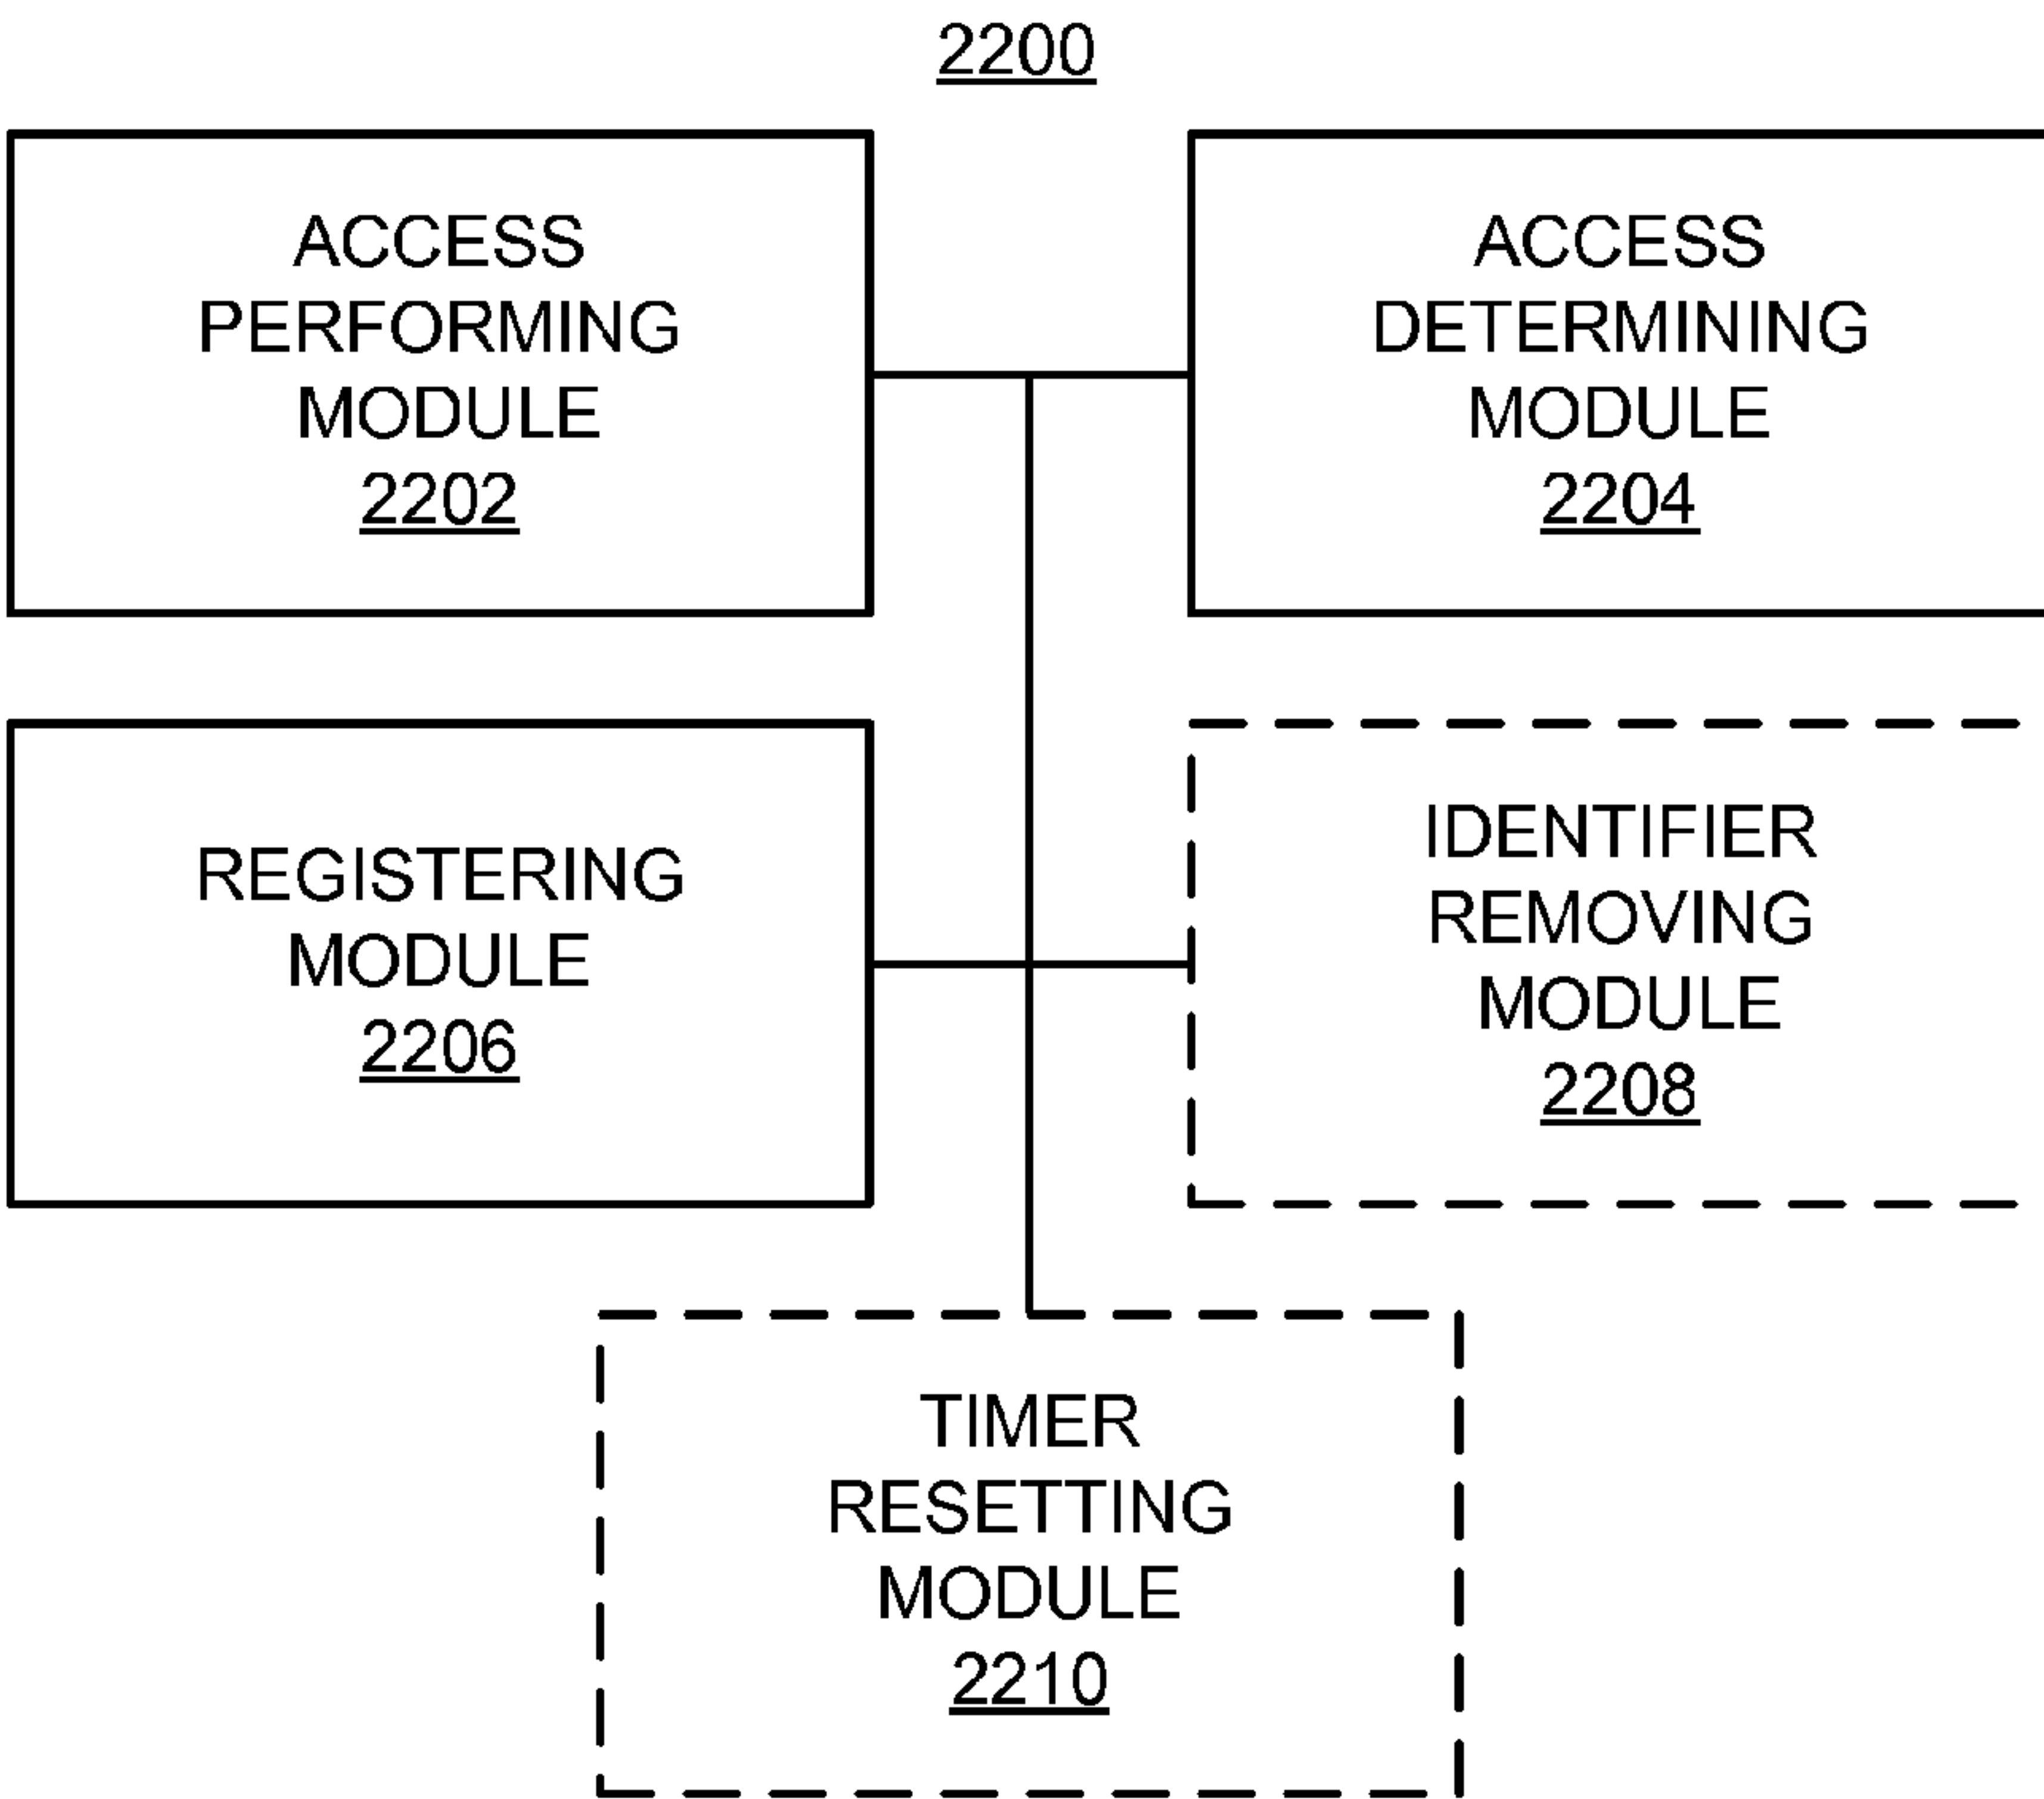 2200
ACCESS
PERFORMING
MODULE
2202
ACCESS
DETERMINING
MODULE
2204
REGISTERING
MODULE
2206
IDENTIFIER
REMOVING
MODULE
2208
TIMER
RESETTING
MODULE
2210